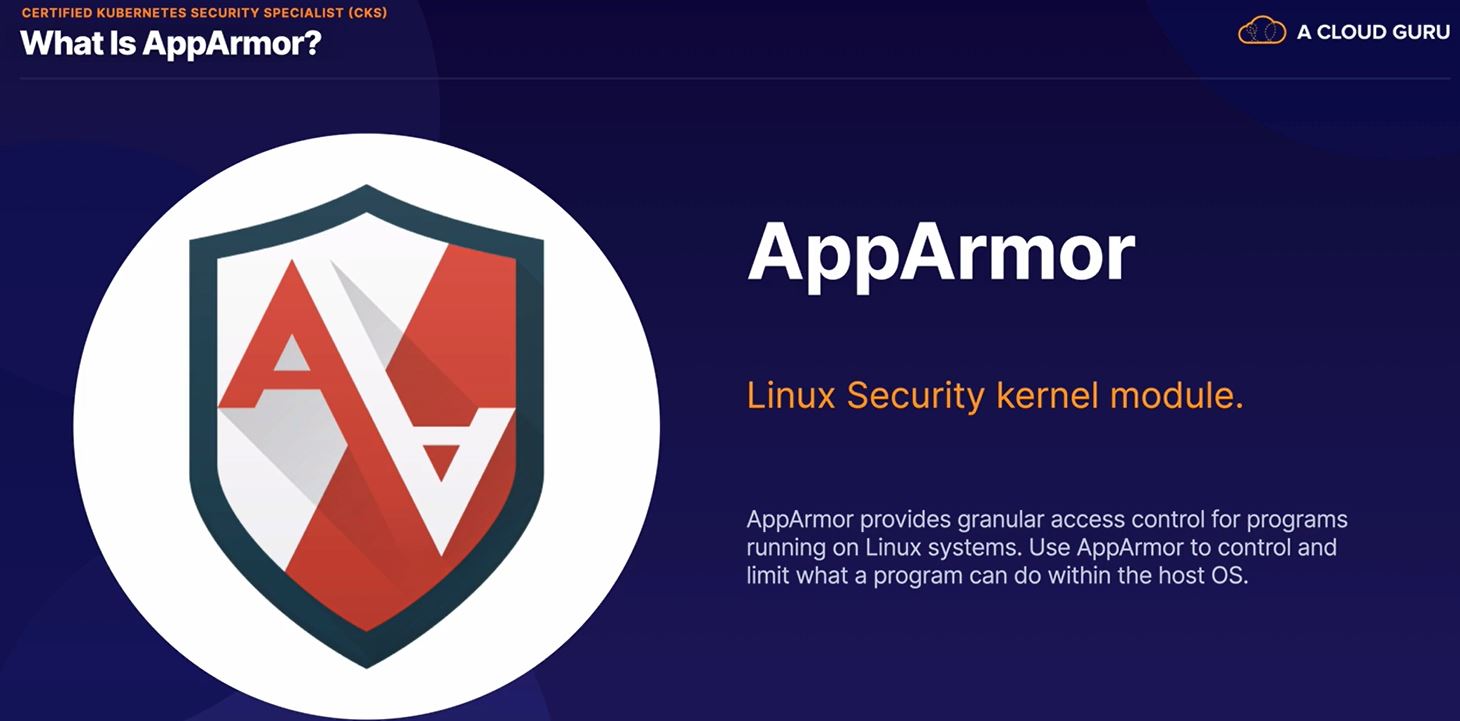 CERTIFIED KUBERNETES SECURITY SPECIALIST (CKS)
What Is AppArmor?
A CLOUD GURU
AppArmor
Linux Security kernel module.
AppArmor provides granular access control for programs
running on Linux systems. Use AppArmor to control and
limit what a program can do within the host OS.